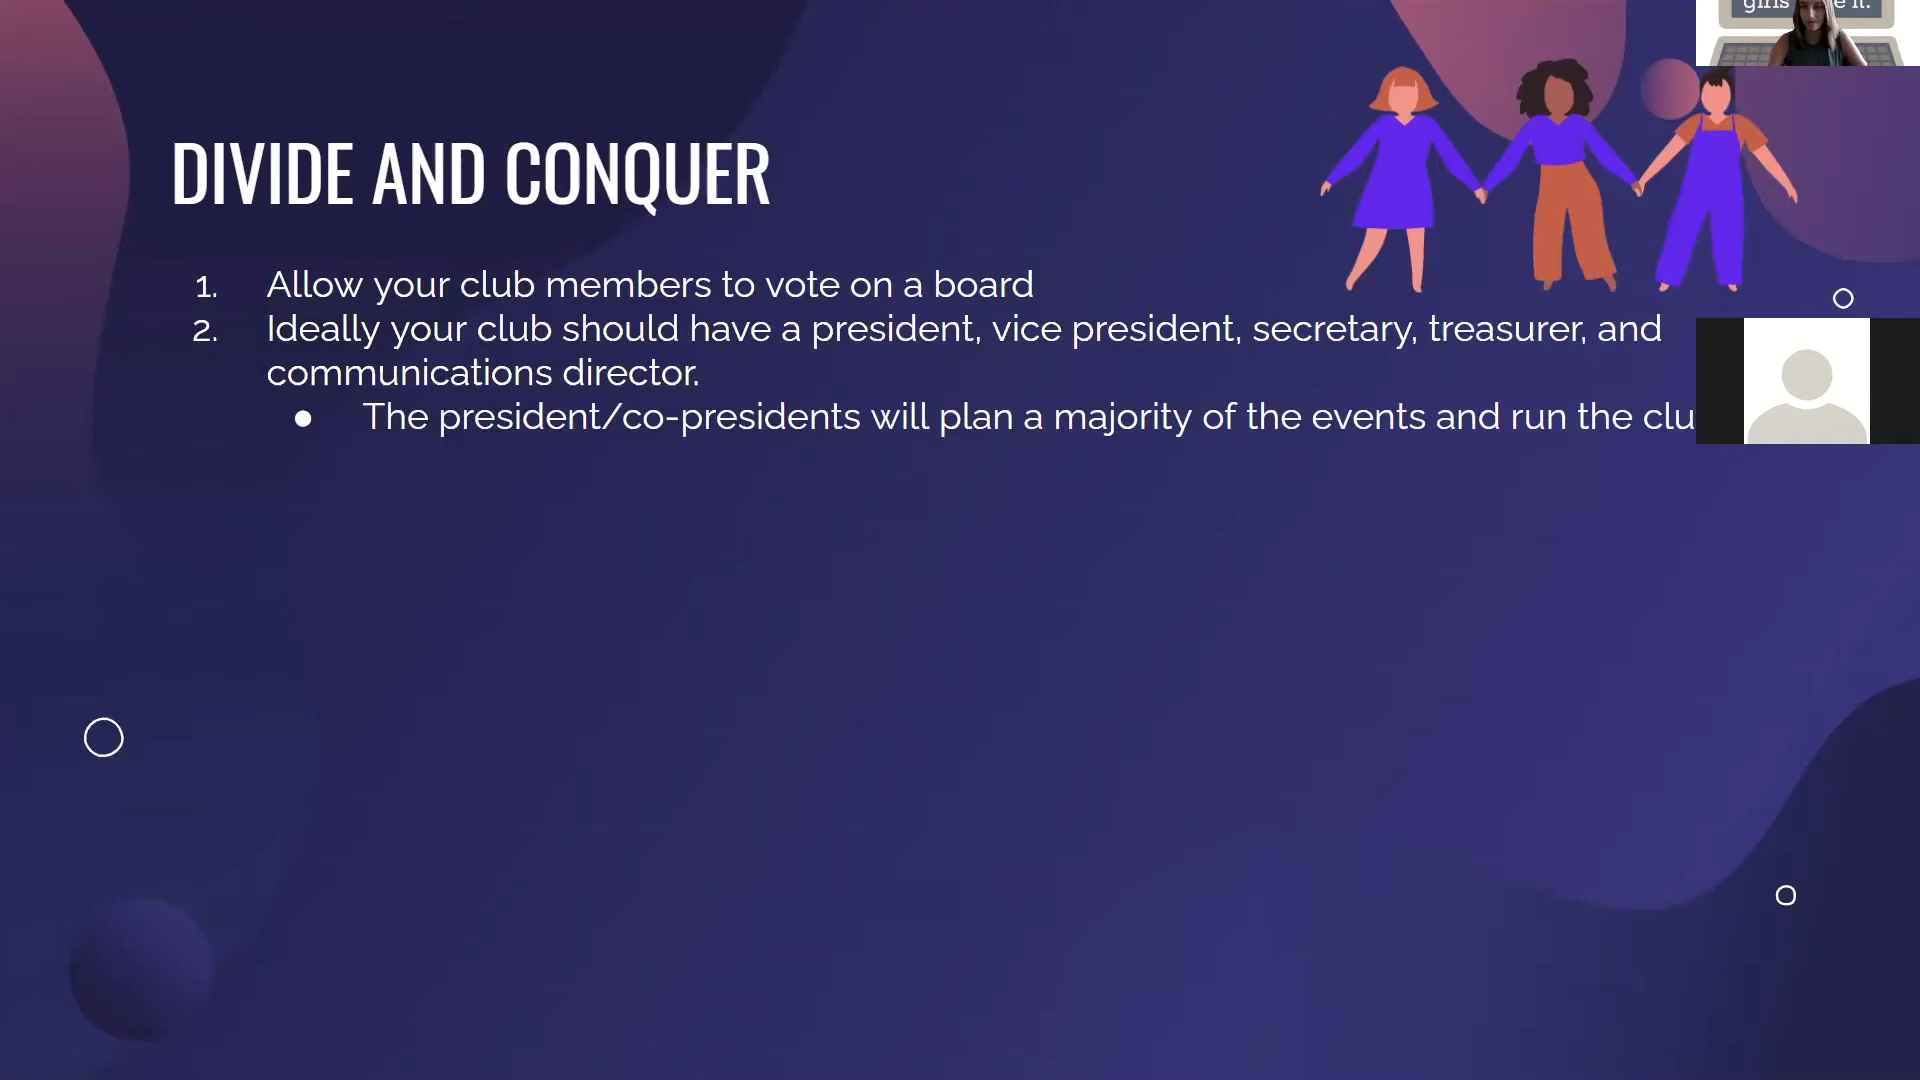 DIVIDE AND CONQUER
1. Allow your club members to vote on a board
2. Ideally your club should have a president, vice president, secretary, treasurer, and
communications director.
● The president/co-presidents will plan a majority of the events and run the clu